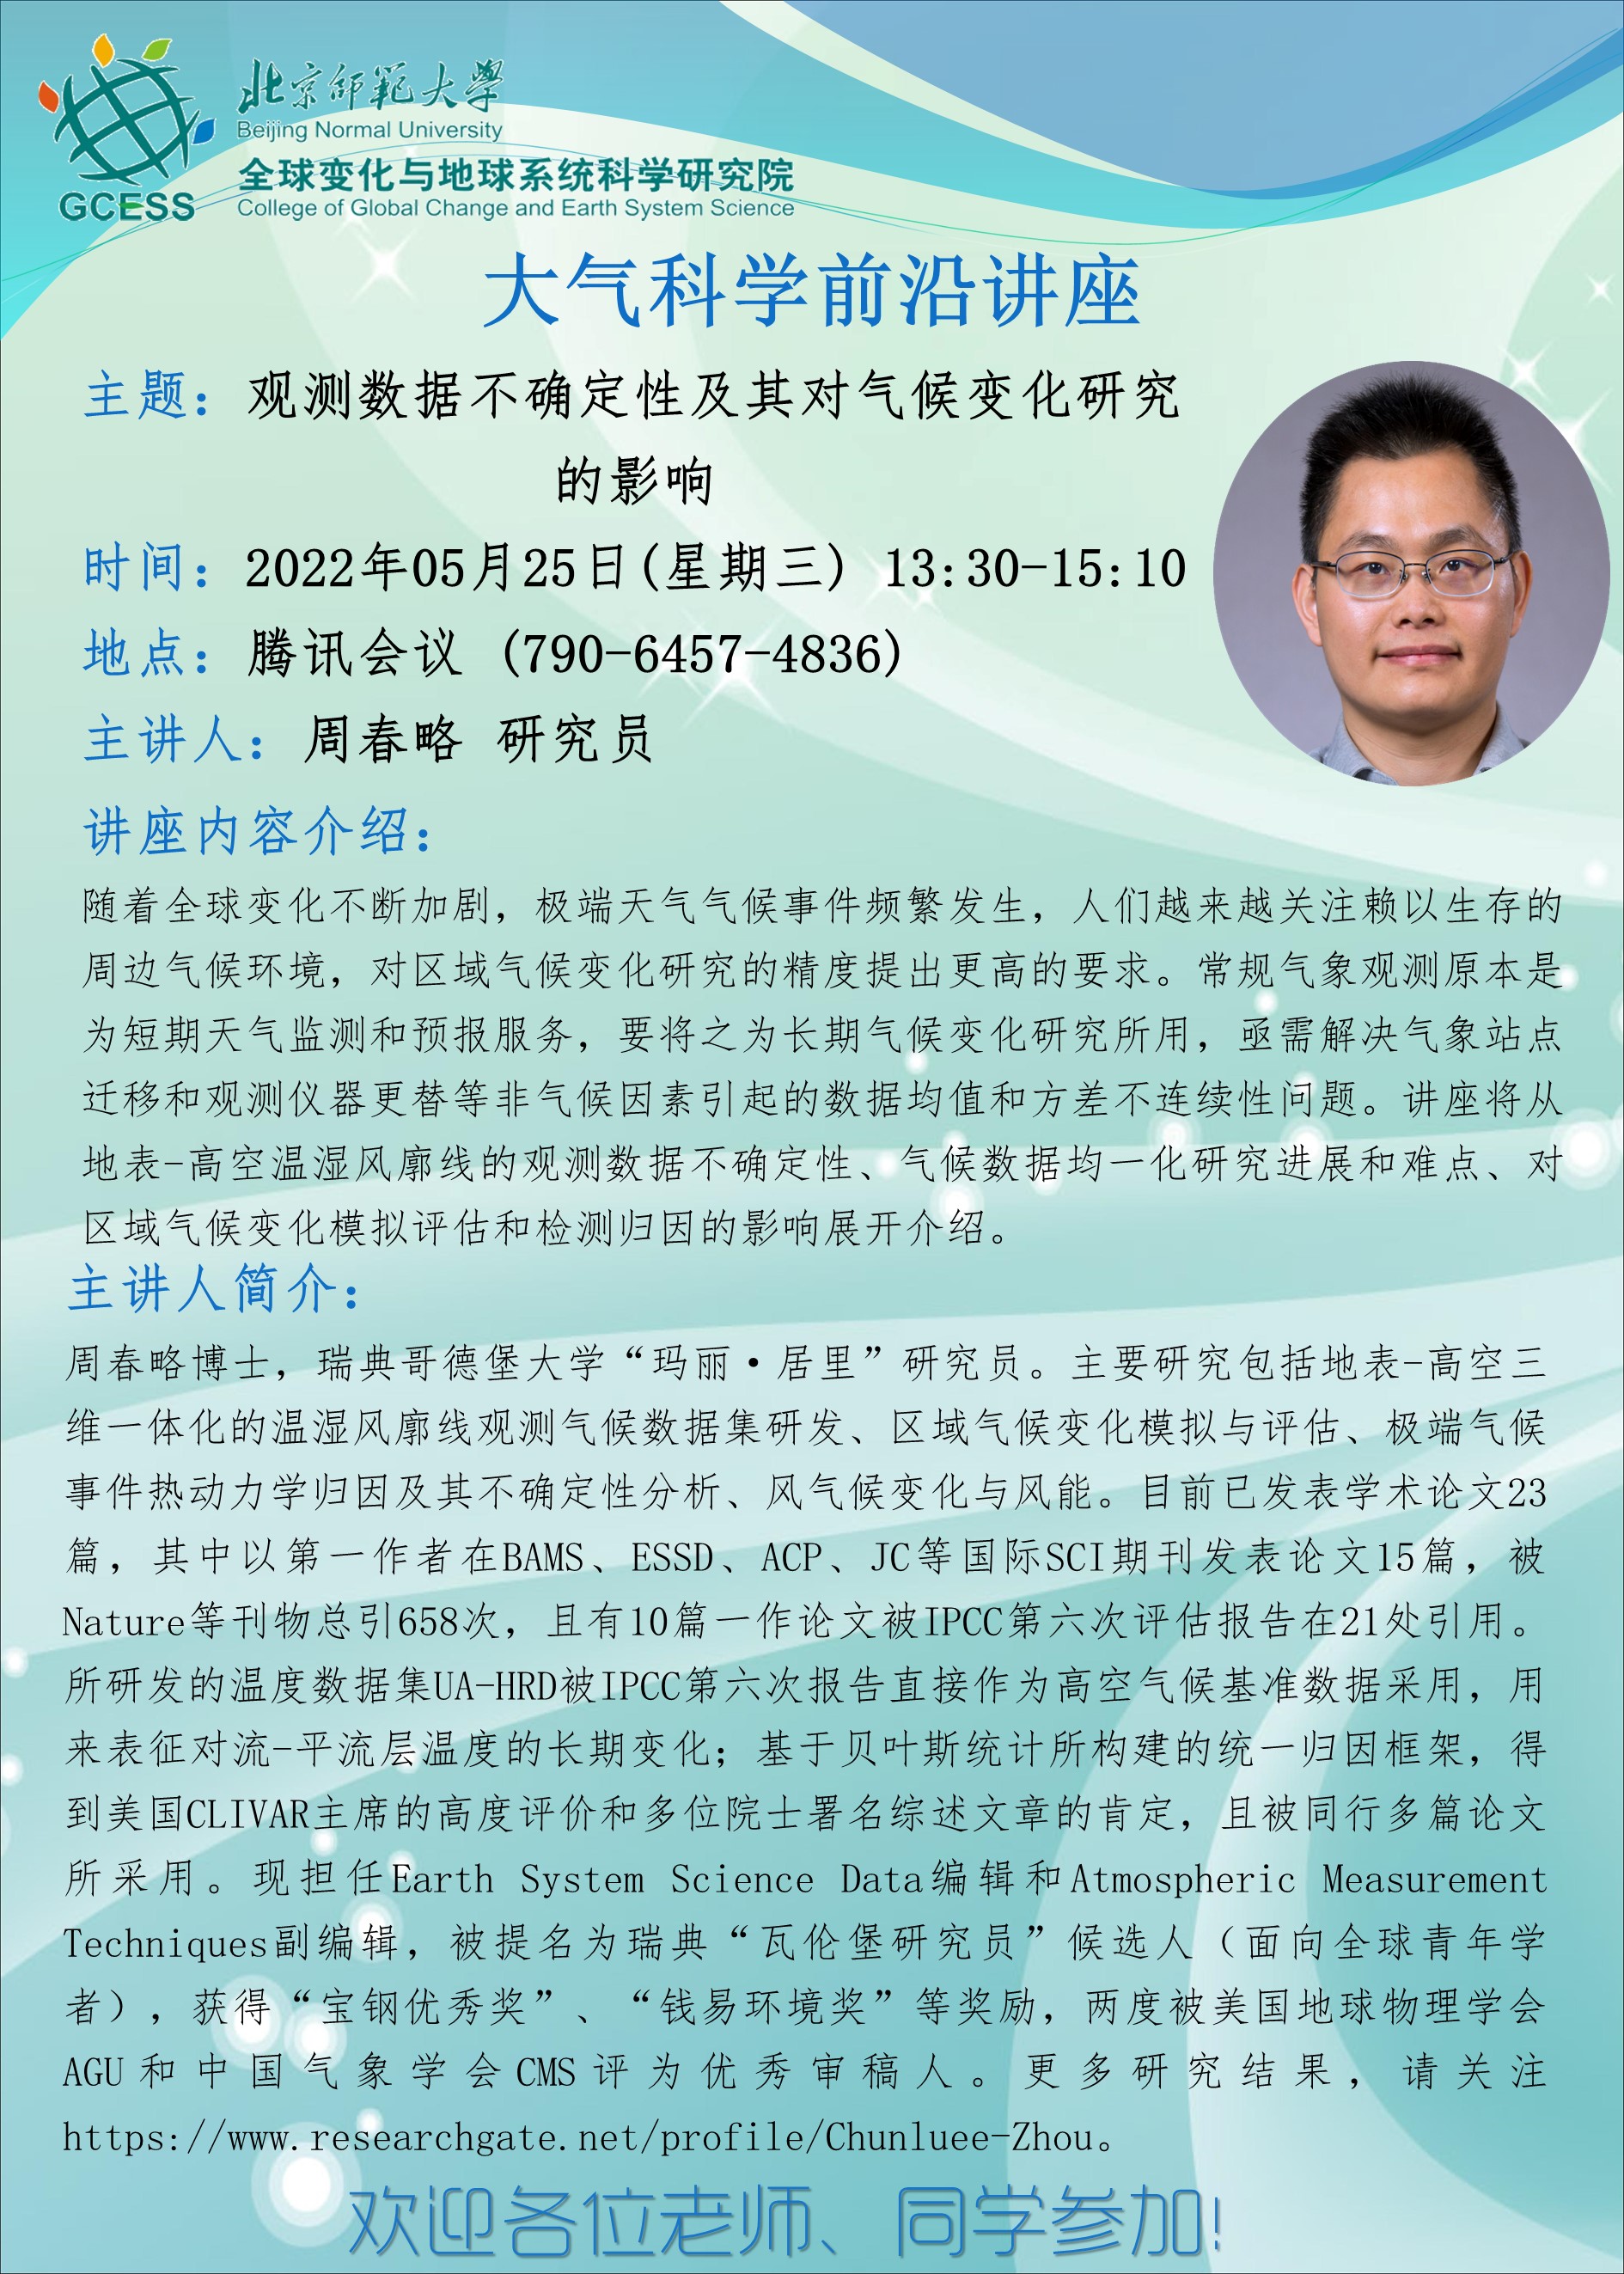 北京师范大学
Beijing Normal University
全球变化与地球系统科学研究院
College of Global Change and Earth System Science
GCESS
大气科学前沿讲座
主题：观测数据不确定性及其对气候变化研究
的影响
时间：2022年05月25日(星期三) 13:30-15:10
地点：腾讯会议 (790-6457-4836)
主讲人：周春略 研究员
讲座内容介绍：
随着全球变化不断加剧，极端天气气候事件频繁发生，人们越来越关注赖以生存的
周边气候环境，对区域气候变化研究的精度提出更高的要求。常规气象观测原本是
为短期天气监测和预报服务，要将之为长期气候变化研究所用，亟需解决气象站点
迁移和观测仪器更替等非气候因素引起的数据均值和方差不连续性问题。讲座将从
地表-高空温湿风廓线的观测数据不确定性、气候数据均一化研究进展和难点、对
区域气候变化模拟评估和检测归因的影响展开介绍。
主讲人简介：
周春略博士，瑞典哥德堡大学“玛丽·居里”研究员。主要研究包括地表-高空三
维一体化的温湿风廓线观测气候数据集研发、区域气候变化模拟与评估、极端气候
事件热动力学归因及其不确定性分析、风气候变化与风能。目前已发表学术论文23
篇，其中以第一作者在BAMS、ESSD、ACP、JC等国际SCI期刊发表论文15篇，被
Nature等刊物总引658次，且有10篇一作论文被IPCC第六次评估报告在21处引用。
所研发的温度数据集UA-HRD被IPCC第六次报告直接作为高空气候基准数据采用，用
来表征对流-平流层温度的长期变化；基于贝叶斯统计所构建的统一归因框架，得
到美国CLIVAR主席的高度评价和多位院士署名综述文章的肯定，且被同行多篇论文
所采用。现担任Earth System Science Data编辑和Atmospheric Measurement
Techniques副编辑，被提名为瑞典“瓦伦堡研究员”候选人（面向全球青年学
者），获得“宝钢优秀奖”、“钱易环境奖”等奖励，两度被美国地球物理学会
AGU和中国气象学会CMS评为优秀审稿人。更多研究结果，请关注
https://www.researchgate.net/profile/Chunluee-Zhou。
欢迎各位老师、同学参加!